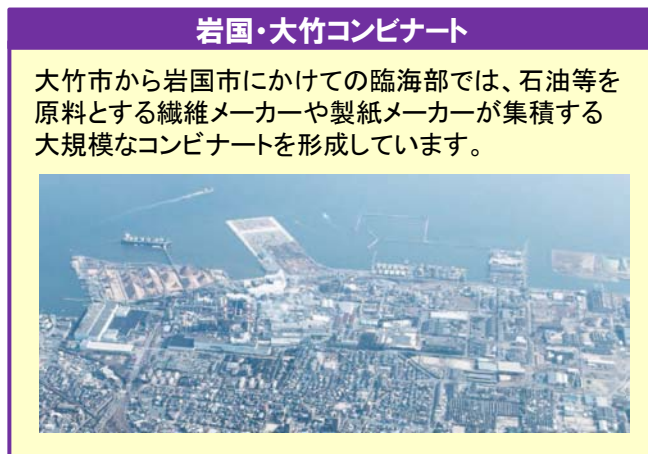 岩国・大竹コンビナート
大竹市から岩国市にかけての臨海部では、石油等を
原料とする繊維メーカーや製紙メーカーが集積する
大規模なコンビナートを形成しています。